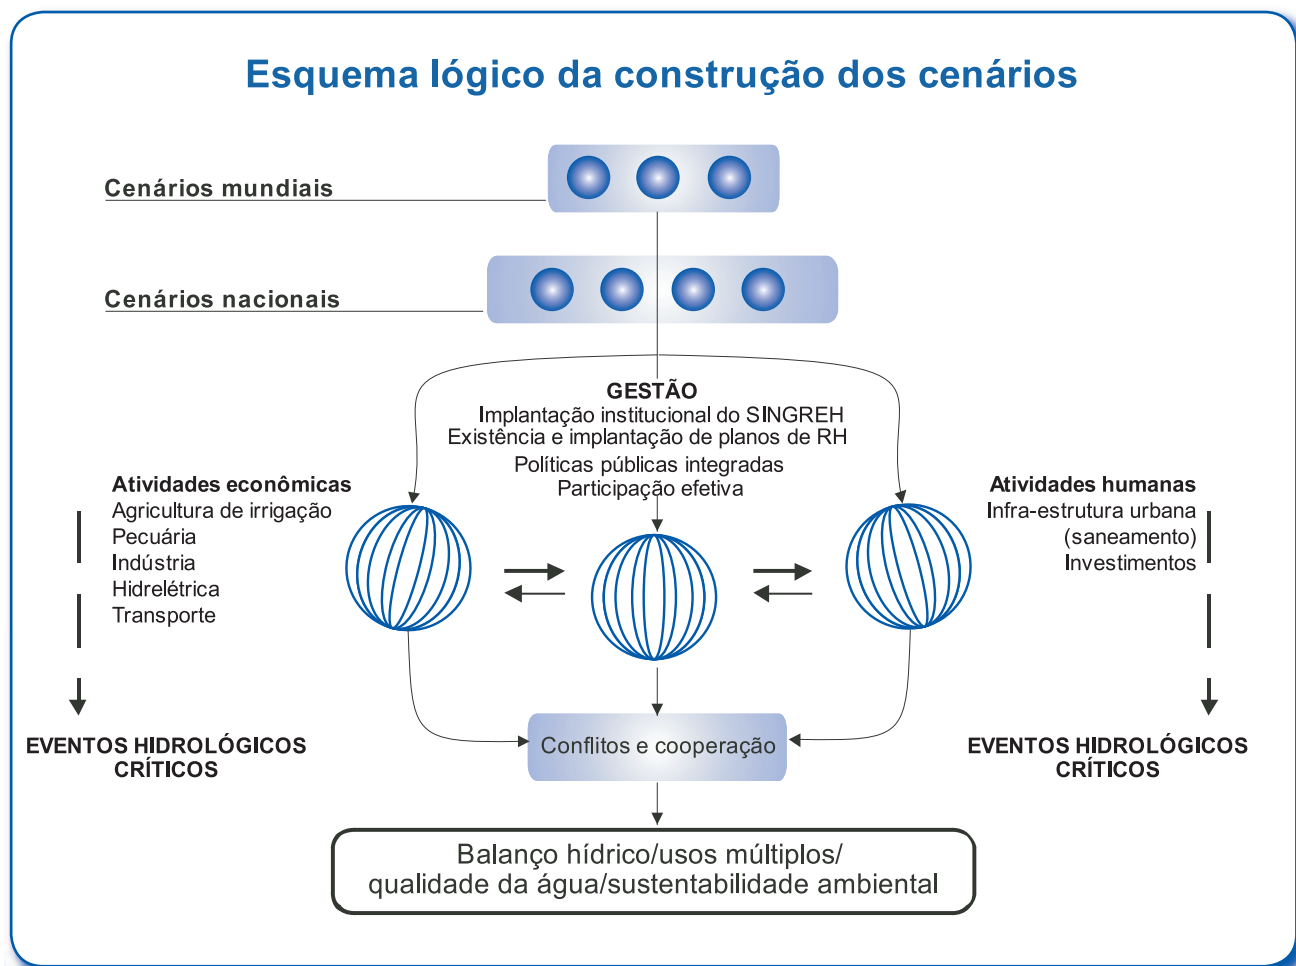 Esquema lógico da construção dos cenários
Cenários mundiais
Cenários nacionais
GESTÃO
Implantação institucional do SINGREH
Existência e implantação de planos de RH
Políticas públicas integradas
Participação efetiva
Atividades econômicas
Agricultura de irrigação
Pecuária
Indústria
Hidrelétrica
Transporte
Atividades humanas
Infra-estrutura urbana
(saneamento)
Investimentos
EVENTOS HIDROLÓGICOS
CRÍTICOS
Conflitos e cooperação
EVENTOS HIDROLÓGICOS
CRÍTICOS
Balanço hídrico/usos múltiplos/
qualidade da água/sustentabilidade ambiental